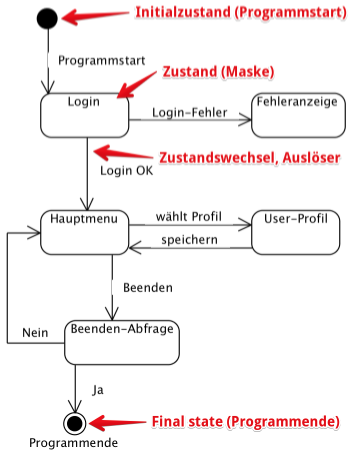 Initialzustand (Programmstart)
Programmstart
Zustand (Maske)
Login
Fehleranzeige
Login-Fehler
Zustandswechsel, Auslöser
Login OK
Hauptmenu
wählt Profil
User-Profil
speichern
Beenden
Beenden-Abfrage
Nein
Ja
Final state (Programmende)
Programmende